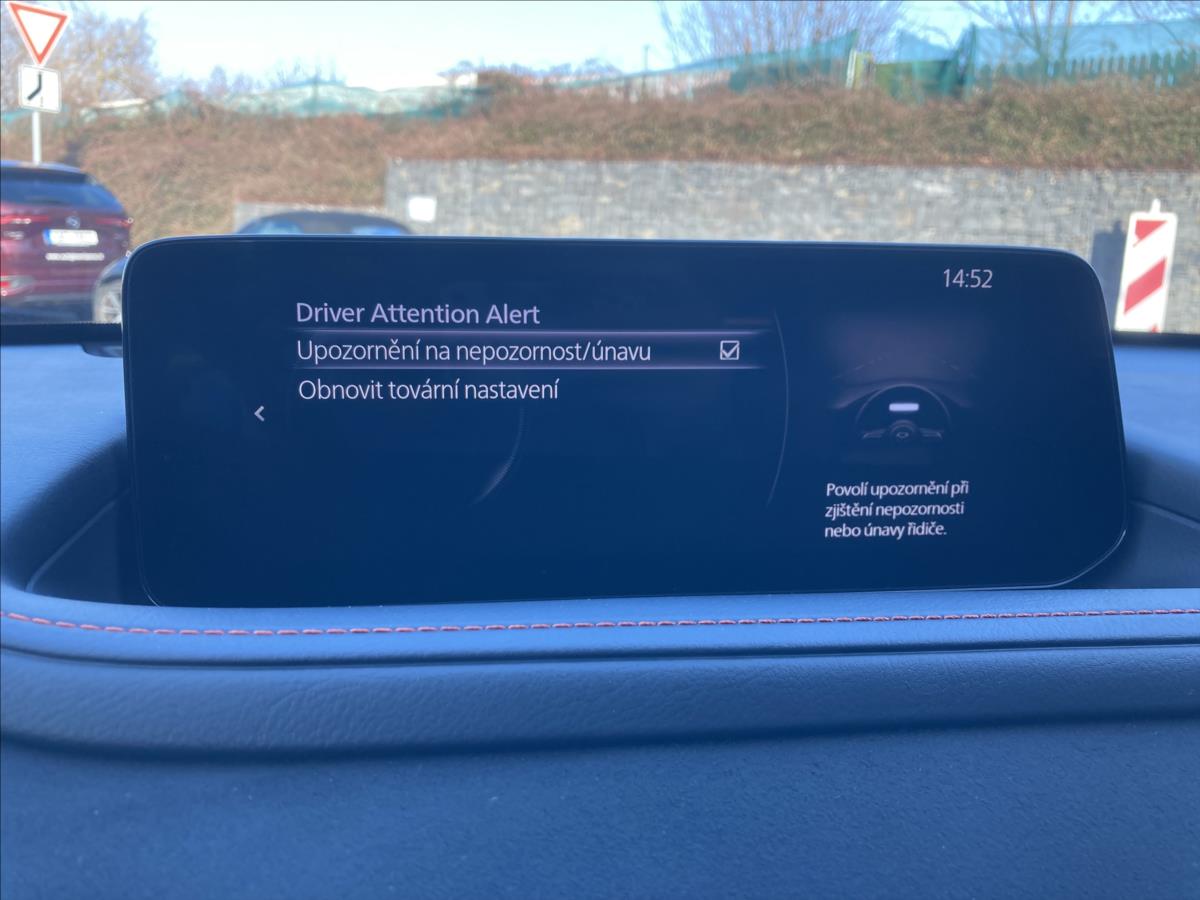 14:52
Driver Attention Alert
Upozornění na nepozornost/únavu
Obnovit tovární nastavení
Povolí upozornění při
zjištění nepozornosti
nebo únavy řidiče.